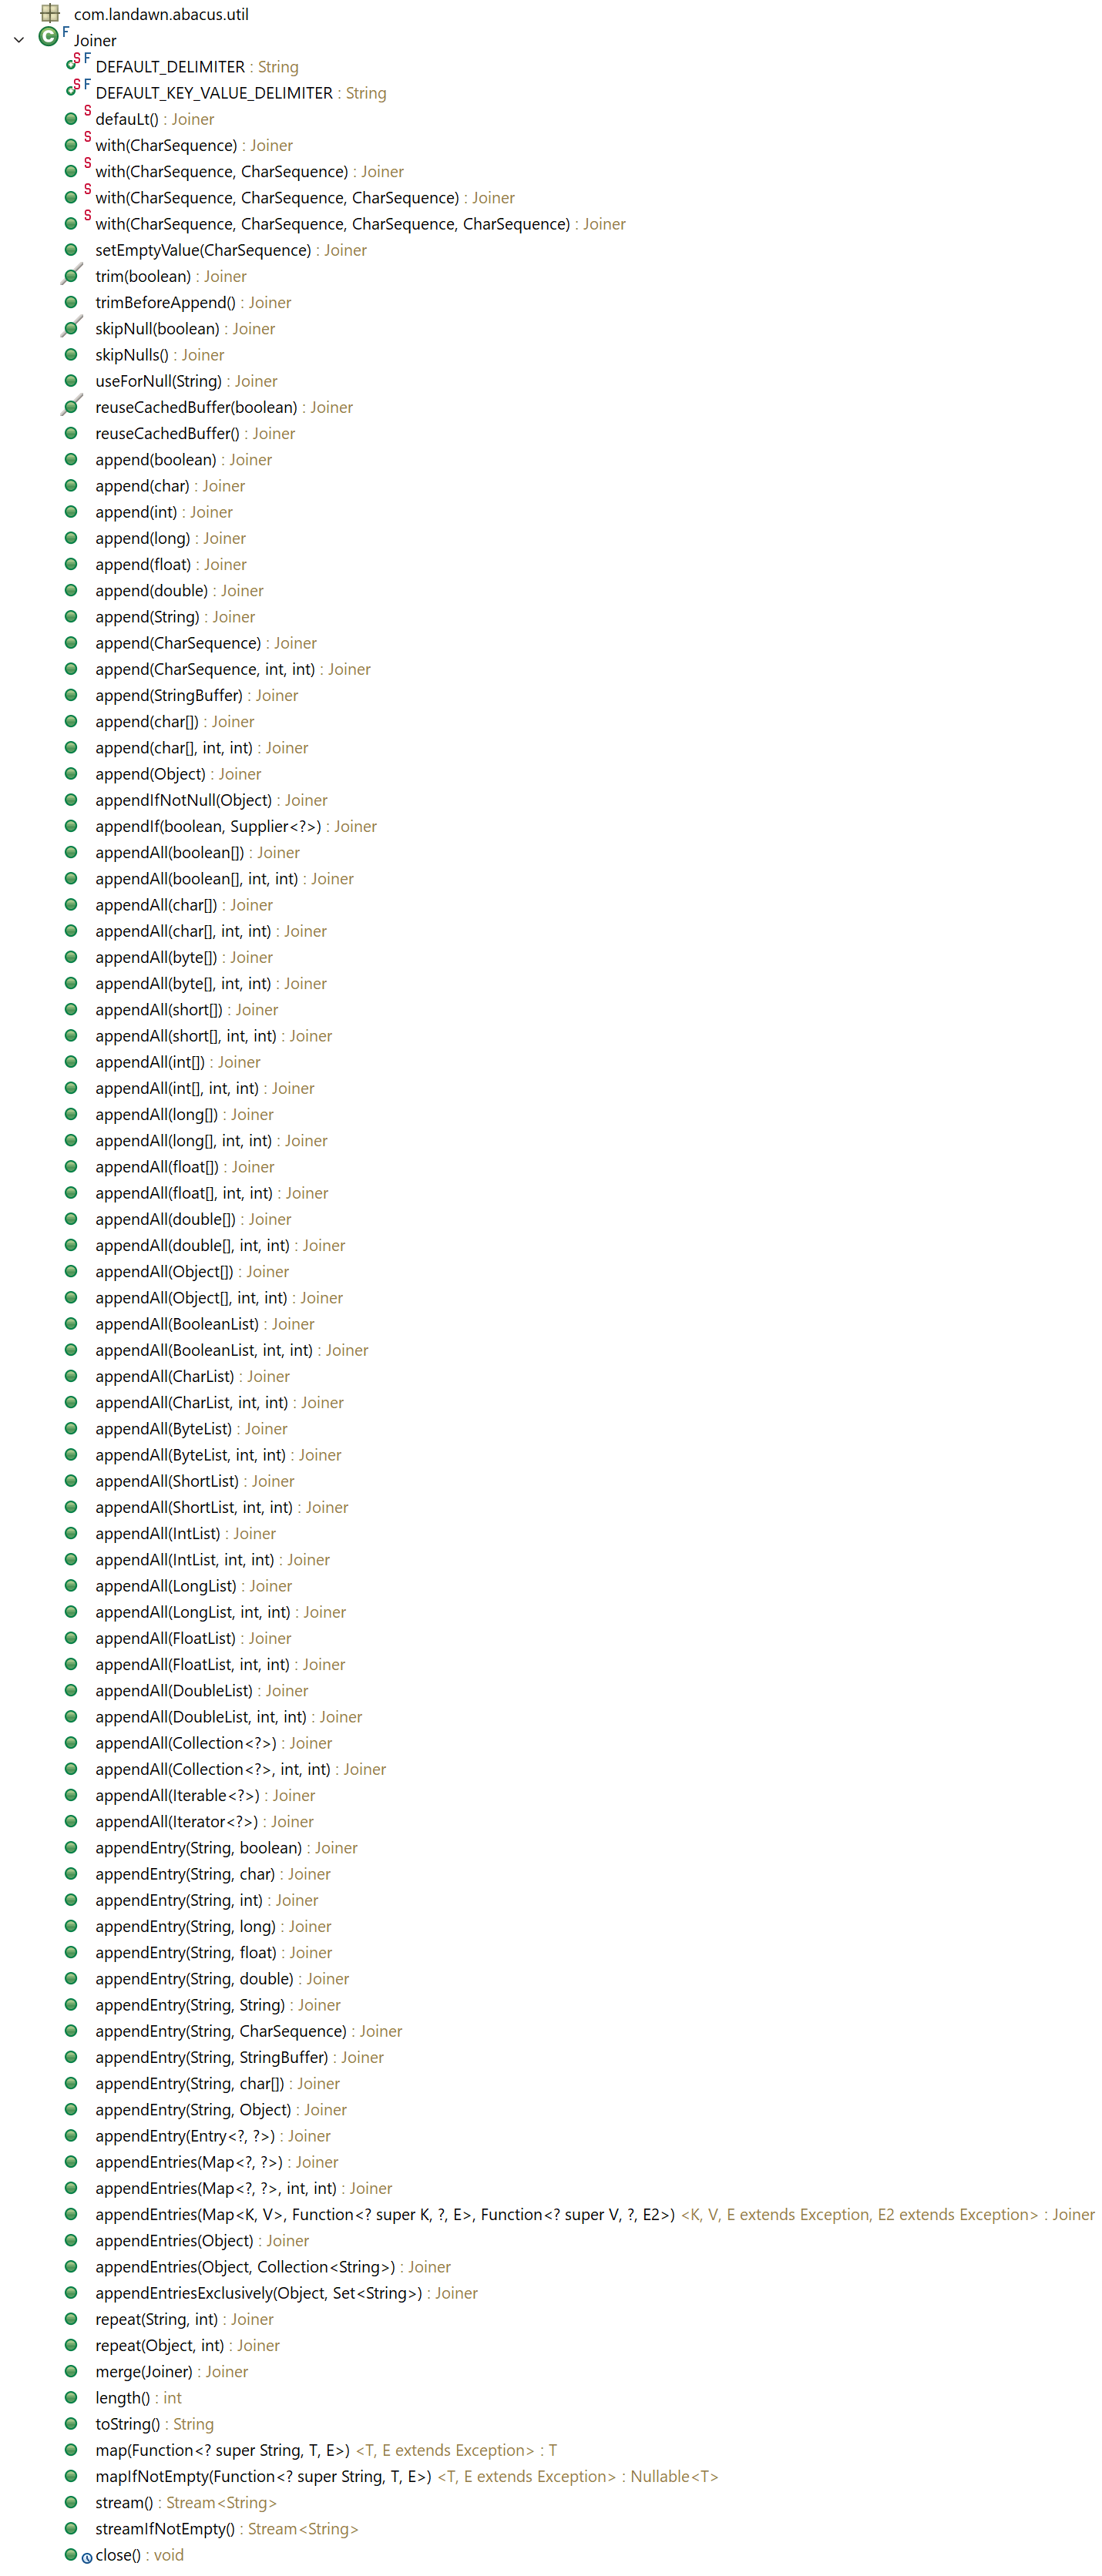 com.landawn.abacus.util
Joiner
DEFAULT_DELIMITER : String
DEFAULT_KEY_VALUE_DELIMITER : String
defauLt() : Joiner
with(CharSequence) : Joiner
with(CharSequence, CharSequence) : Joiner
with(CharSequence, CharSequence, CharSequence) : Joiner
with(CharSequence, CharSequence, CharSequence, CharSequence) : Joiner
setEmptyValue(CharSequence) : Joiner
trim(boolean) : Joiner
trimBeforeAppend() : Joiner
skipNull(boolean) : Joiner
skipNulls() : Joiner
useForNull(String) : Joiner
reuseCachedBuffer(boolean) : Joiner
reuseCachedBuffer() : Joiner
append(boolean) : Joiner
append(char) : Joiner
append(int) : Joiner
append(long) : Joiner
append(float) : Joiner
append(double) : Joiner
append(String) : Joiner
append(CharSequence) : Joiner
append(CharSequence, int, int) : Joiner
append(StringBuffer) : Joiner
append(char[]) : Joiner
append(char[], int, int) : Joiner
append(Object) : Joiner
appendIfNotNull(Object) : Joiner
appendIf(boolean, Supplier<?>) : Joiner
appendAll(boolean[]) : Joiner
appendAll(boolean[], int, int) : Joiner
appendAll(char[]) : Joiner
appendAll(char[], int, int) : Joiner
appendAll(byte[]) : Joiner
appendAll(byte[], int, int) : Joiner
appendAll(short[]) : Joiner
appendAll(short[], int, int) : Joiner
appendAll(int[]) : Joiner
appendAll(int[], int, int) : Joiner
appendAll(long[]) : Joiner
appendAll(long[], int, int) : Joiner
appendAll(float[]) : Joiner
appendAll(float[], int, int) : Joiner
appendAll(double[]) : Joiner
appendAll(double[], int, int) : Joiner
appendAll(Object[]) : Joiner
appendAll(Object[], int, int) : Joiner
appendAll(BooleanList) : Joiner
appendAll(BooleanList, int, int) : Joiner
appendAll(CharList) : Joiner
appendAll(CharList, int, int) : Joiner
appendAll(ByteList) : Joiner
appendAll(ByteList, int, int) : Joiner
appendAll(ShortList) : Joiner
appendAll(ShortList, int, int) : Joiner
appendAll(IntList) : Joiner
appendAll(IntList, int, int) : Joiner
appendAll(LongList) : Joiner
appendAll(LongList, int, int) : Joiner
appendAll(FloatList) : Joiner
appendAll(FloatList, int, int) : Joiner
appendAll(DoubleList) : Joiner
appendAll(DoubleList, int, int) : Joiner
appendAll(Collection<?>) : Joiner
appendAll(Collection<?>, int, int) : Joiner
appendAll(Iterable<?>) : Joiner
appendAll(Iterator<?>) : Joiner
appendEntry(String, boolean) : Joiner
appendEntry(String, char) : Joiner
appendEntry(String, int) : Joiner
appendEntry(String, long) : Joiner
appendEntry(String, float) : Joiner
appendEntry(String, double) : Joiner
appendEntry(String, String) : Joiner
appendEntry(String, CharSequence) : Joiner
appendEntry(String, StringBuffer) : Joiner
appendEntry(String, char[]) : Joiner
appendEntry(String, Object) : Joiner
appendEntry(Entry<?, ?>) : Joiner
appendEntries(Map<?, ?>) : Joiner
appendEntries(Map<?, ?>, int, int) : Joiner
appendEntries(Map<K, V>, Function<? super K, ?, E>, Function<? super V, ?, E2>) <K, V, E extends Exception, E2 extends Exception> : Joiner
appendEntries(Object) : Joiner
appendEntries(Object, Collection<String>) : Joiner
appendEntriesExclusively(Object, Set<String>) : Joiner
repeat(String, int) : Joiner
repeat(Object, int) : Joiner
merge(Joiner) : Joiner
length() : int
toString() : String
map(Function<? super String, T, E>) <T, E extends Exception> : T
mapIfNotEmpty(Function<? super String, T, E>) <T, E extends Exception> : Nullable<T>
stream() : Stream<String>
streamIfNotEmpty() : Stream<String>
close() : void